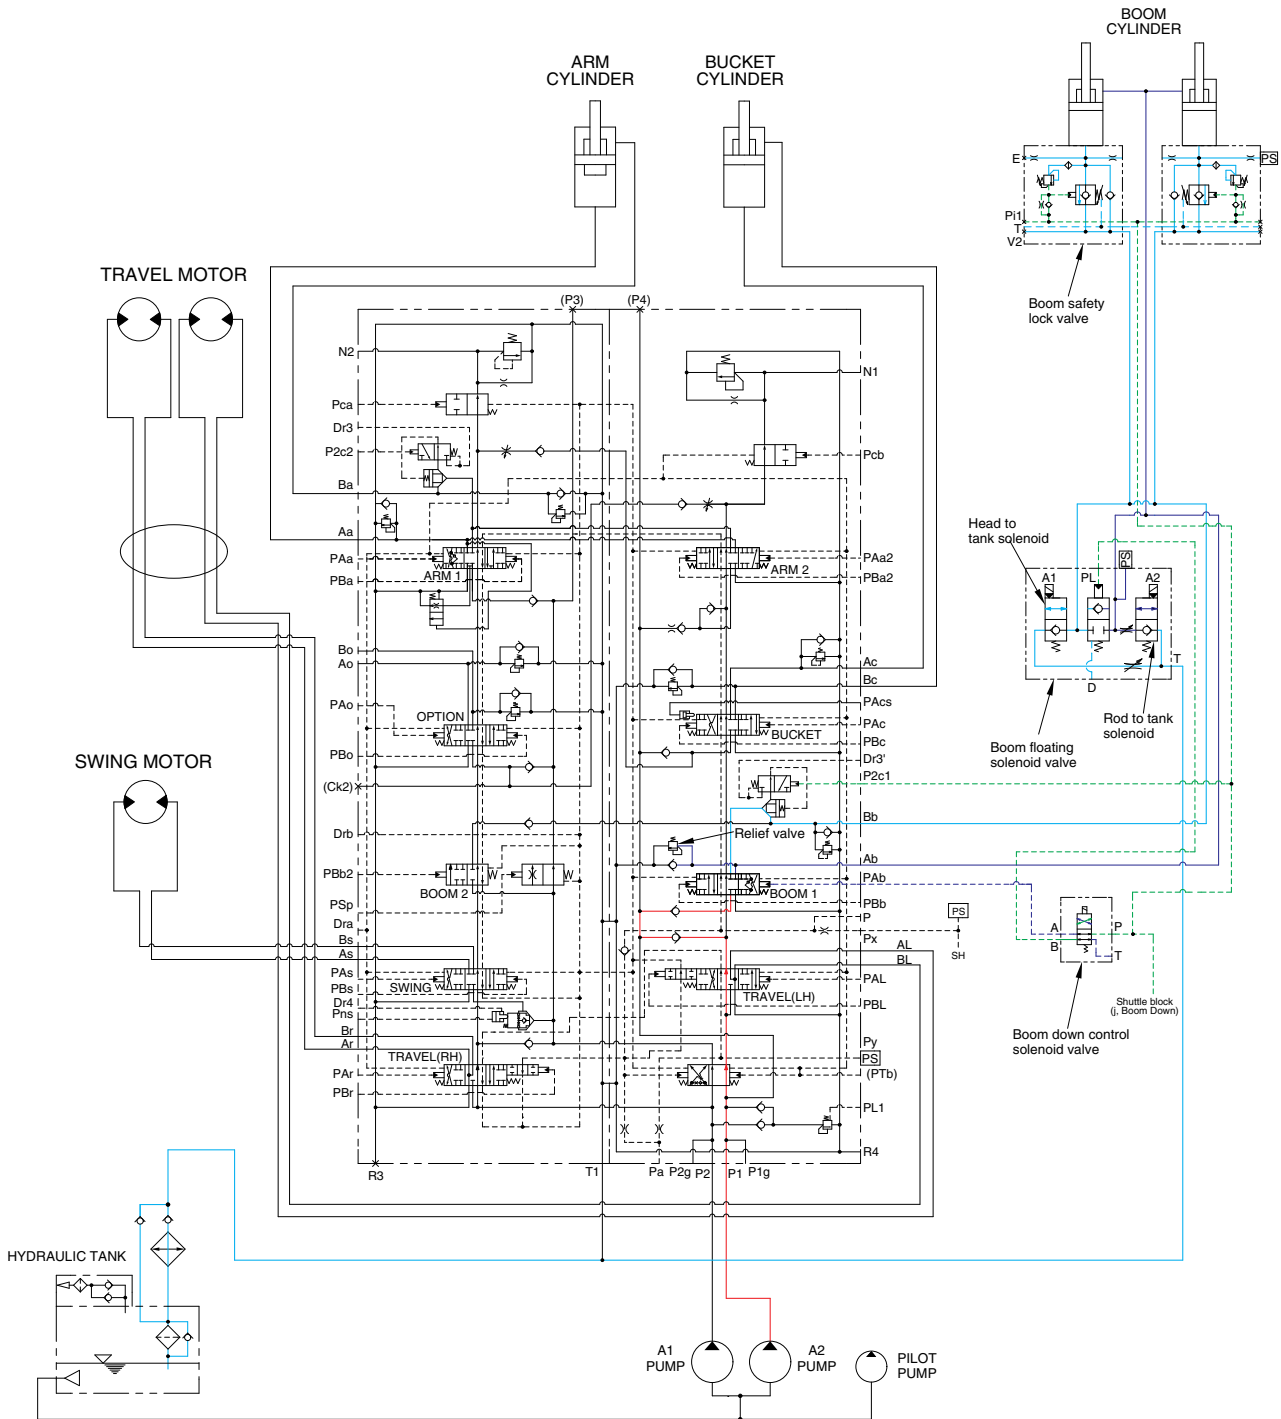 BOOM
CYLINDER
ARM
CYLINDER
BUCKET
CYLINDER
E
PS
Pi1
T
V2
Boom safety
lock valve
TRAVEL MOTOR
(P3)
(P4)
N2
N1
Pca
Dr3
P2c2
Pcb
Ba
Aa
PAa
PBa
ARM 1
ARM 2
PAa2
PBa2
Head to
tank solenoid
A1
PL
PS
A2
T
D
Rod to tank
solenoid
Boom floating
solenoid valve
Bo
Ao
PAo
OPTION
PBo
(Ck2)
Ac
Bc
PAcs
PAc
BUCKET
PBc
Dr3'
P2c1
SWING MOTOR
Drb
Bb
Relief valve
Ab
PBb2
BOOM 2
BOOM 1
PAb
PBb
PSp
P
Dra
Px
PS
SH
A
B
P
T
Bs
As
AL
BL
PAs
PBs
SWING
TRAVEL(LH)
PAL
PBL
Dr4
Pns
Shuttle block
(j, Boom Down)
Boom down control
solenoid valve
Br
Ar
TRAVEL(RH)
Py
PS
(PTb)
PAr
PBr
PL1
R4
R3
T1
Pa
P2g
P2
P1
P1g
HYDRAULIC TANK
A1
PUMP
A2
PUMP
PILOT
PUMP